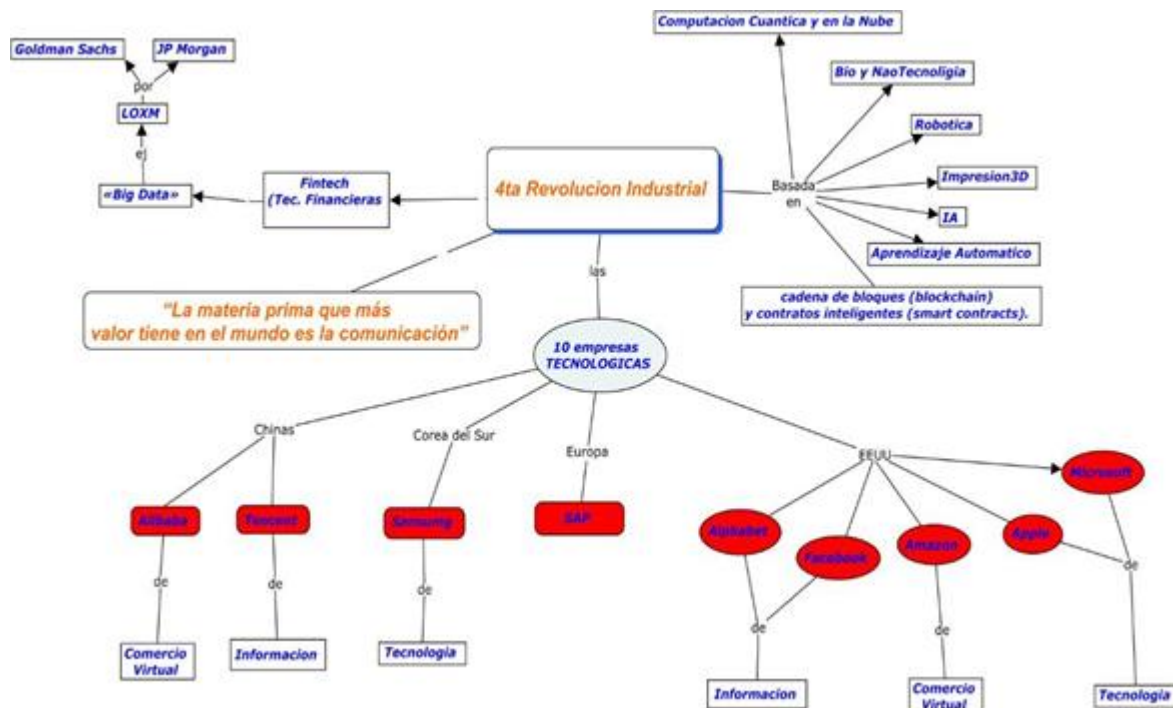 Computacion Cuantica y en la Nube
Goldman Sachs
JP Morgan
por
Bio y NaoTecnoligia
LOXM
Robotica
ej
4ta Revolucion Industrial
Fintech
(Tec. Financieras
«Big Data»
Basada
en
Impresion3D
IA
Aprendizaje Automatico
las
cadena de bloques (blockchain)
y contratos inteligentes (smart contracts).
“La materia prima que más
valor tiene en el mundo es la comunicación”
10 empresas
TECNOLOGICAS
Chinas
Corea del Sur
Europa
EEUU
Microsoft
Alibaba
Tencent
Samsumg
SAP
Alphabet
Facebook
Amazon
Apple
de
de
de
de
de
de
Comercio
Virtual
Informacion
Tecnologia
Informacion
Comercio
Virtual
Tecnologia